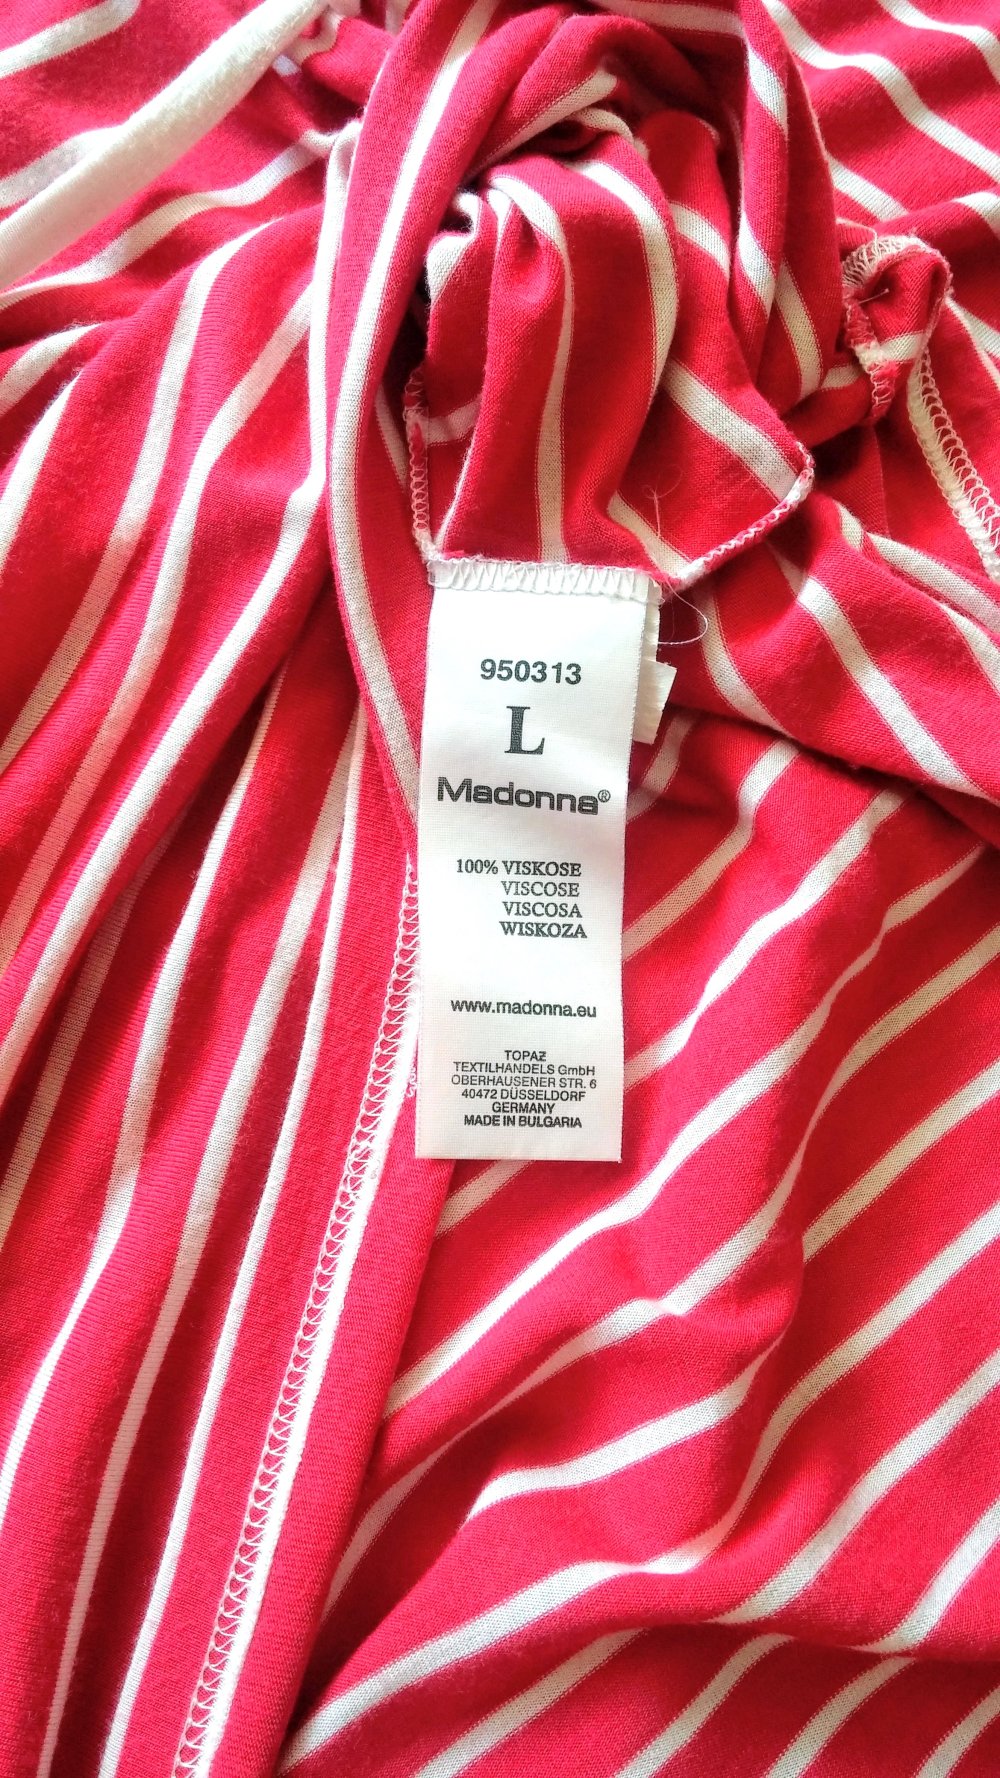 950313
L
Madonna®
100% VISKOSE
VISCOSE
VISCOSA
WISKOZA
www.madonna.eu
TOPAZ
TEXTILHANDELS GmbH
OBERHAUSENER STR. 6
40472 DÜSSELDORF
GERMANY
MADE IN BULGARIA